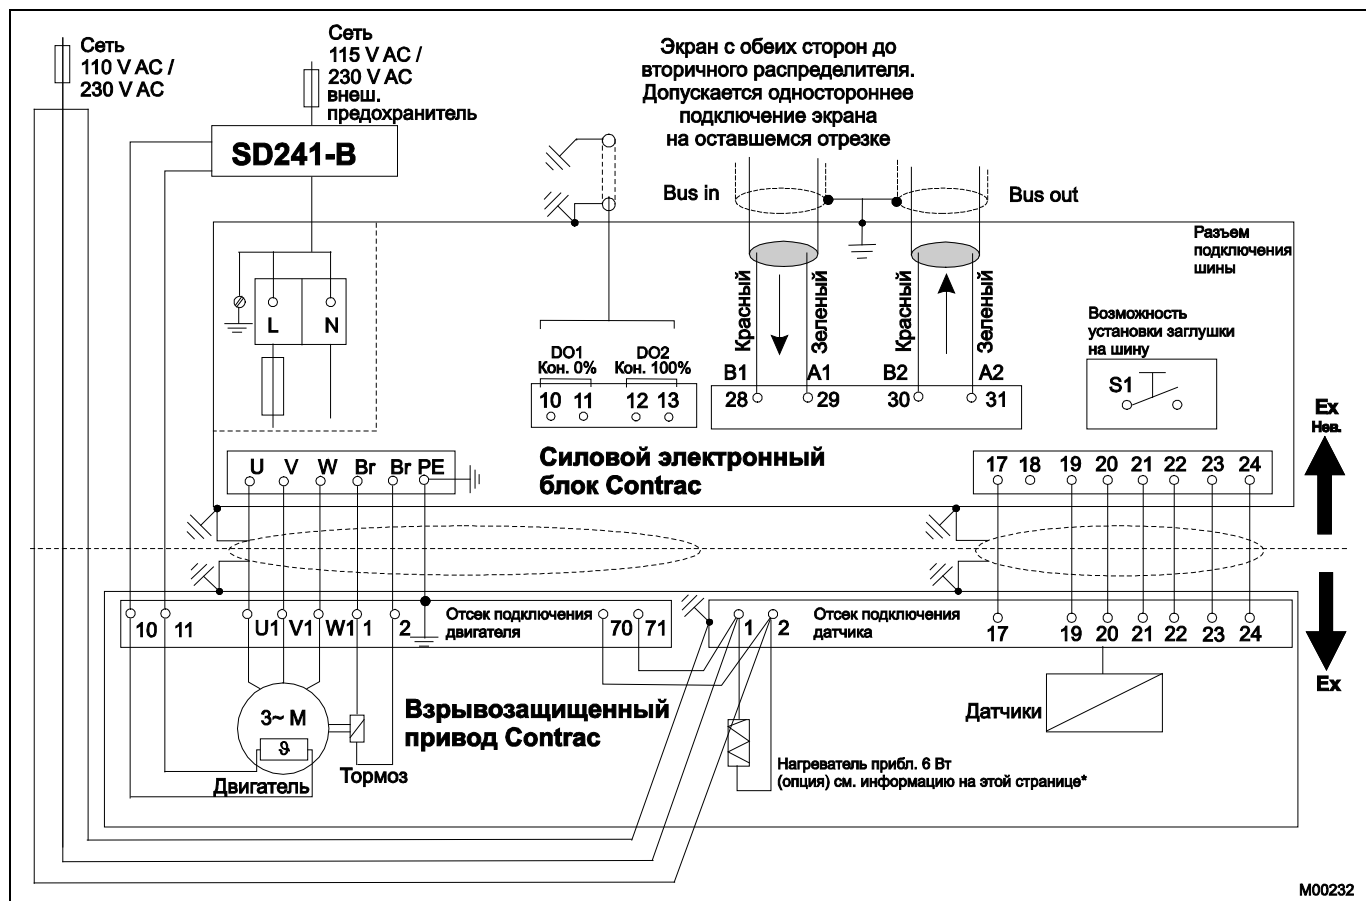 Сеть
110 V AC /
230 V AC
Сеть
115 V AC /
230 V AC
внеш.
предохранитель
SD241-B
Экран с обеих сторон до
вторичного распределителя.
Допускается одностороннее
подключение экрана
на оставшемся отрезке
Bus in
Bus out
Разъем
подключения
шины
L N
Красный
Зеленый
Красный
Зеленый
Возможность
установки заглушки
на шину
S1
DO1
Кон. 0%
DO2
Кон. 100%
10 11 12 13
B1 A1 B2 A2
28 29 30 31
Ex
Нев.
Силовой электронный
блок Contrac
U V W Br Br PE
17 18 19 20 21 22 23 24
10 11 U1 V1 W1 1 2
Отсек подключения
двигателя
70 71
1 2
Отсек подключения
датчика
17 19 20 21 22 23 24
Ex
3~ M
ϑ
Двигатель
Тормоз
Взрывозащищенный
привод Contrac
Датчики
Нагреватель прибл. 6 Вт
(опция) см. информацию на этой странице*
M00232